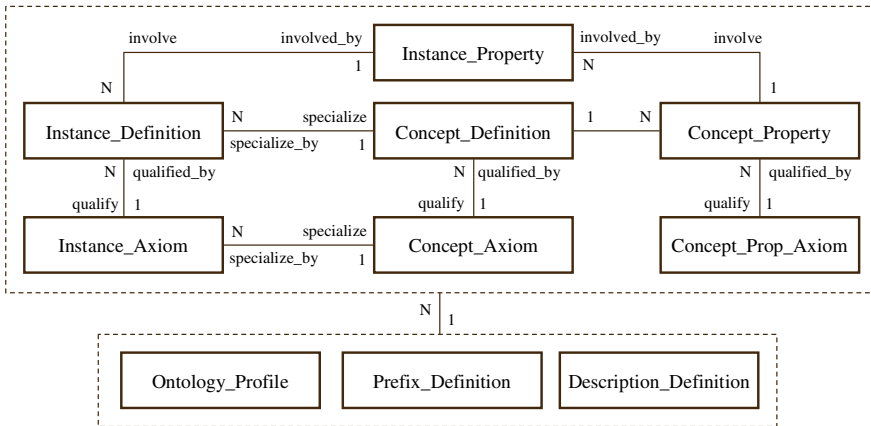 involve involved_by Instance_Property involved_by involve
1 N
N 1
Instance_Definition N specialize Concept_Definition 1 N Concept_Property
specialize_by 1
N qualified_by N qualified_by N qualified_by
qualify 1 qualify 1 qualify 1
Instance_Axiom N specialize Concept_Axiom Concept_Prop_Axiom
specialize_by 1
N 1
Ontology_Profile Prefix_Definition Description_Definition